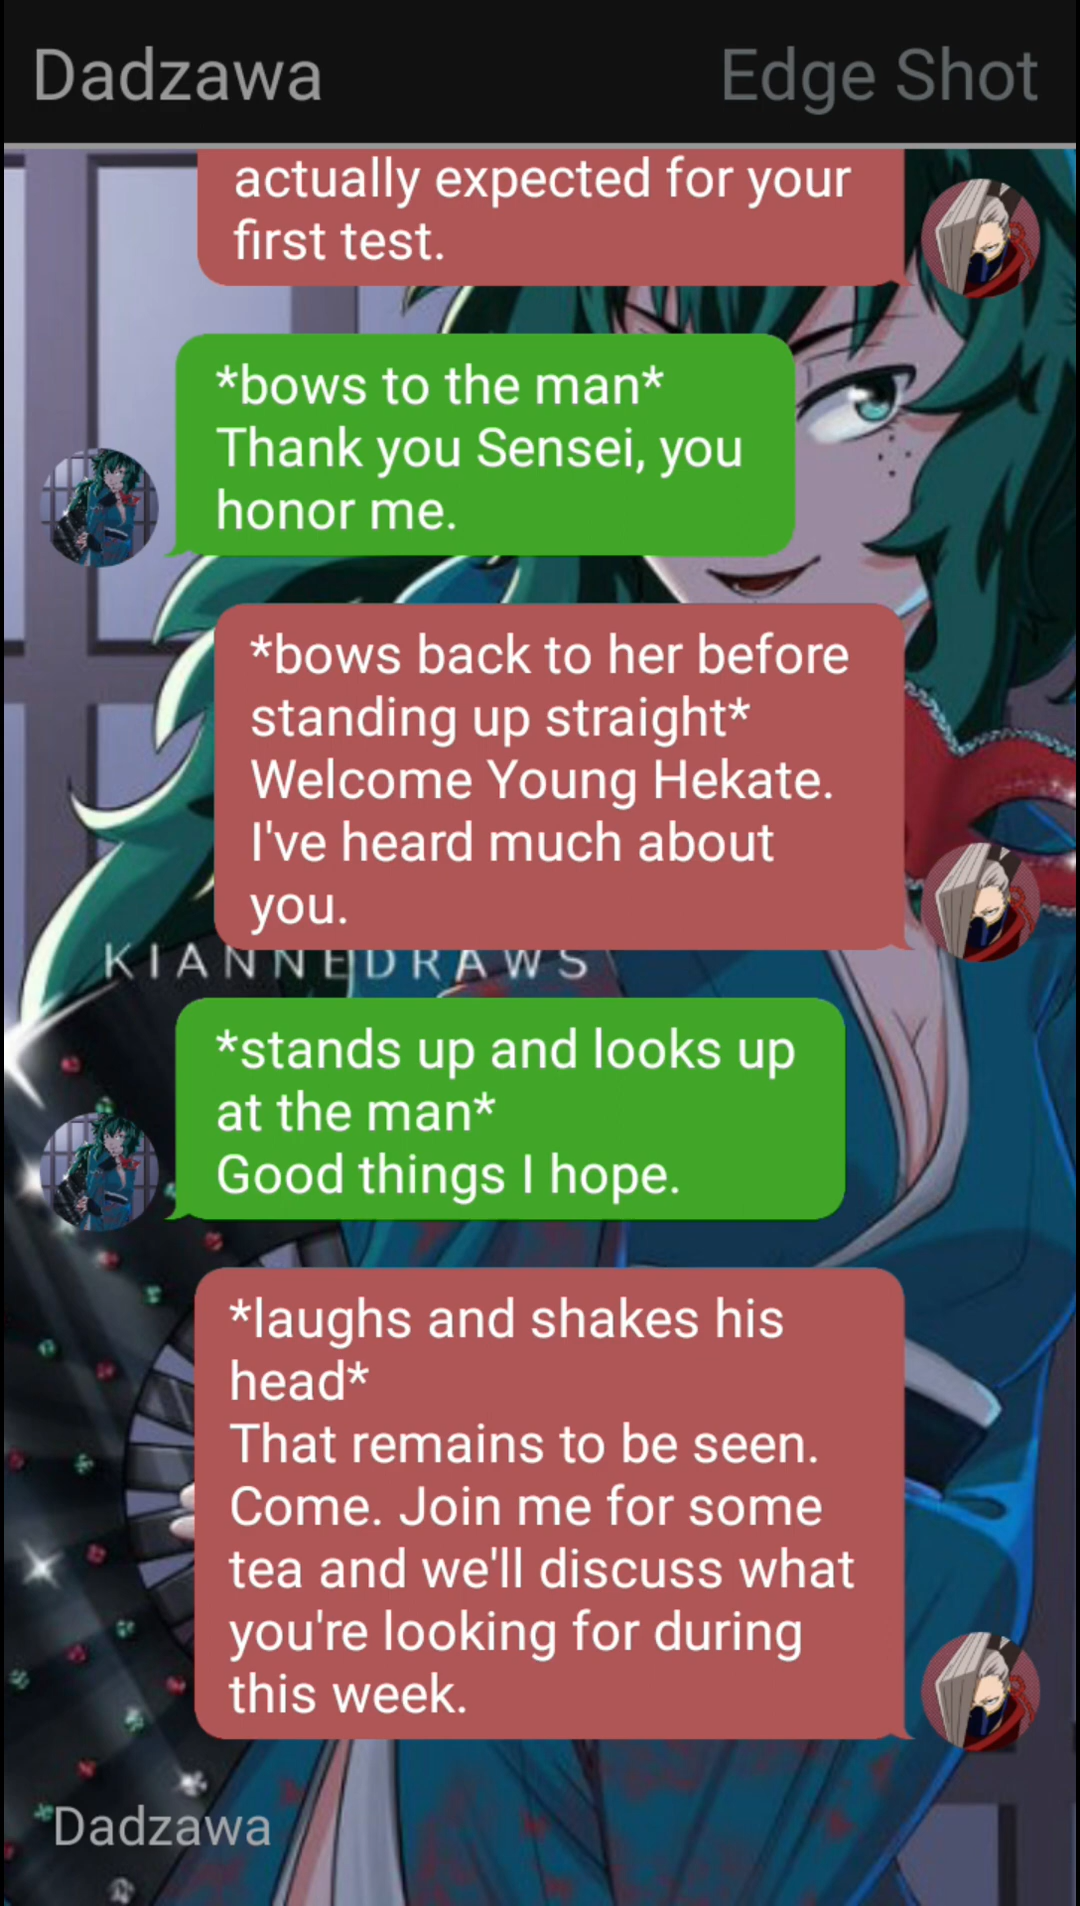 Dadzawa
Edge Shot
actually expected for your
first test.
*bows to the man*
Thank you Sensei, you
honor me.
*bows back to her before
standing up straight*
Welcome Young Hekate.
I've heard much about
you.
KIANNEDRAWS
*stands up and looks up
at the man*
Good things I hope.
*laughs and shakes his
head*
That remains to be seen.
Come. Join me for some
tea and we'll discuss what
you're looking for during
this week.
Dadzawa